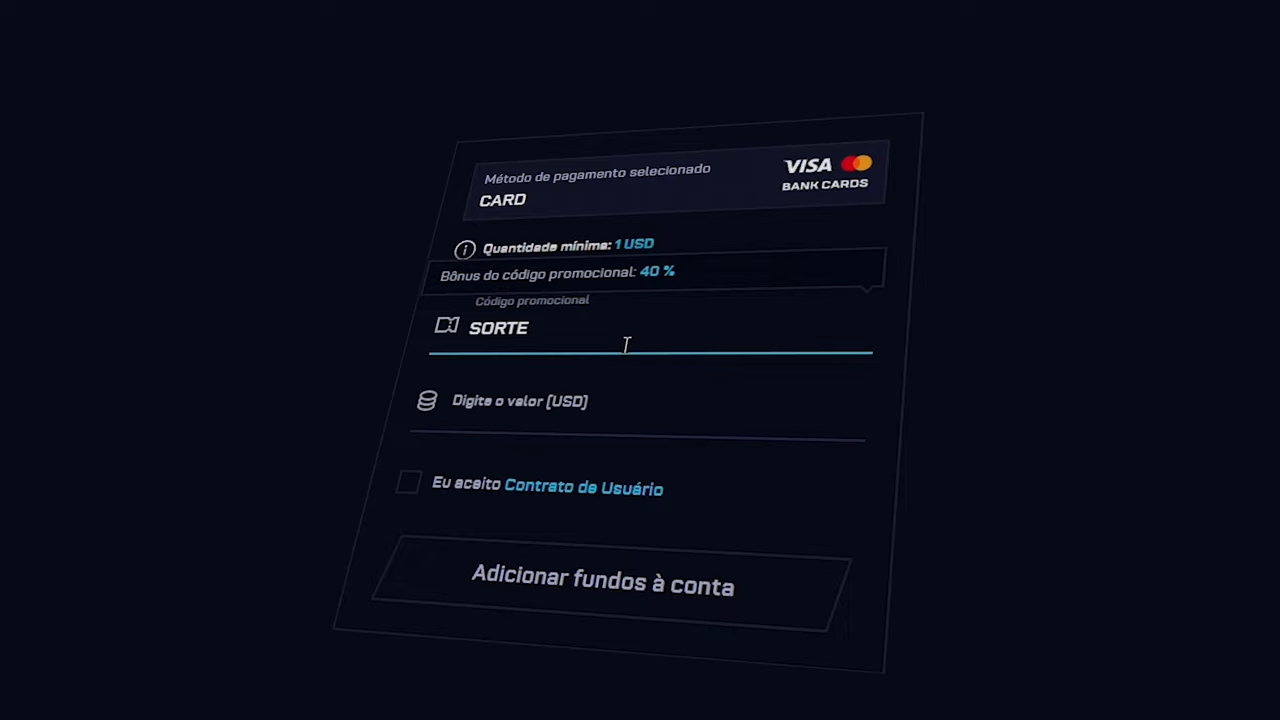 Método de pagamento selecionado
CARD
VISA
BANK CARDS
Quantidade mínima: 1 USD
Bônus do código promocional: 40 %
Código promocional
SORTE
Digite o valor (USD)
Eu aceito Contrato de Usuário
Adicionar fundos à conta